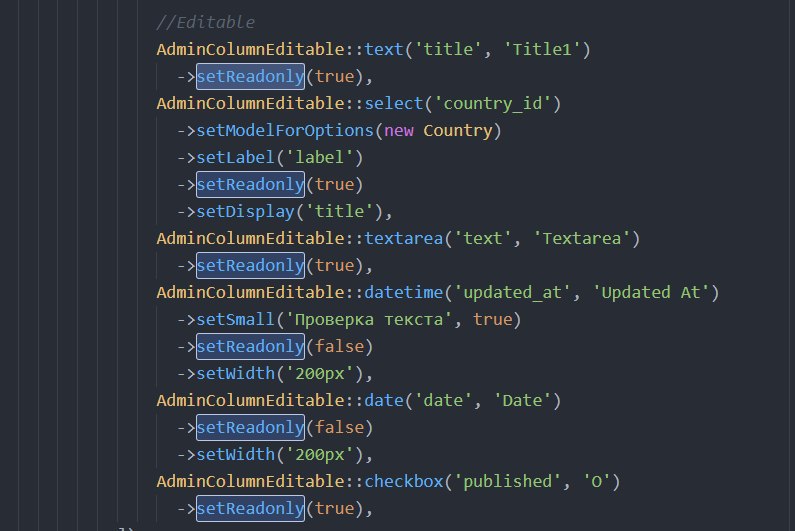 //Editable
AdminColumnEditable::text('title', 'Title1')
->setReadonly(true),
AdminColumnEditable::select('country_id')
->setModelForOptions(new Country)
->setLabel('label')
->setReadonly(true)
->setDisplay('title'),
AdminColumnEditable::textarea('text', 'Textarea')
->setReadonly(true),
AdminColumnEditable::datetime('updated_at', 'Updated At')
->setSmall('Проверка текста', true)
->setReadonly(false)
->setWidth('200px'),
AdminColumnEditable::date('date', 'Date')
->setReadonly(false)
->setWidth('200px'),
AdminColumnEditable::checkbox('published', 'O')
->setReadonly(true),